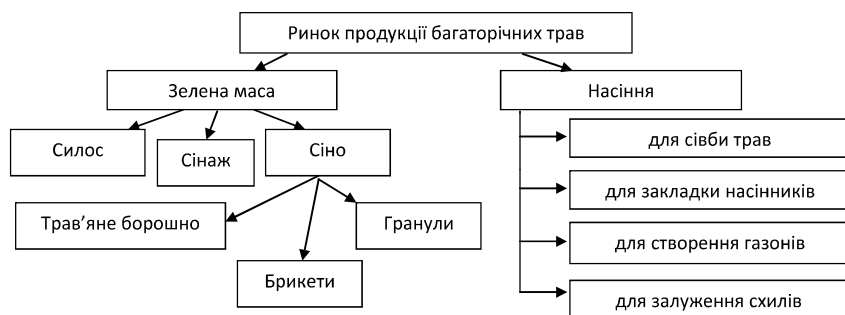 Ринок продукції багаторічних трав
Зелена маса
Насіння
Силос
Сінаж
Сіно
для сівби трав
для закладки насінників
Трав’яне борошно
Гранули
для створення газонів
Брикети
для залуження схилів